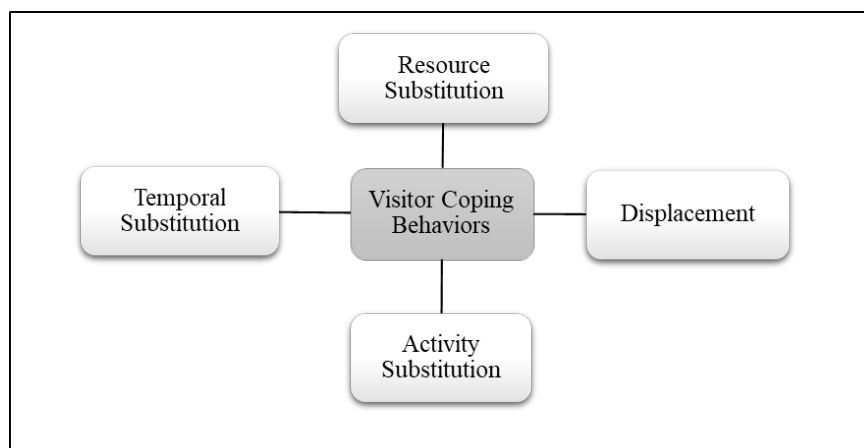 Resource
Substitution
Temporal
Substitution
Visitor Coping
Behaviors
Displacement
Activity
Substitution